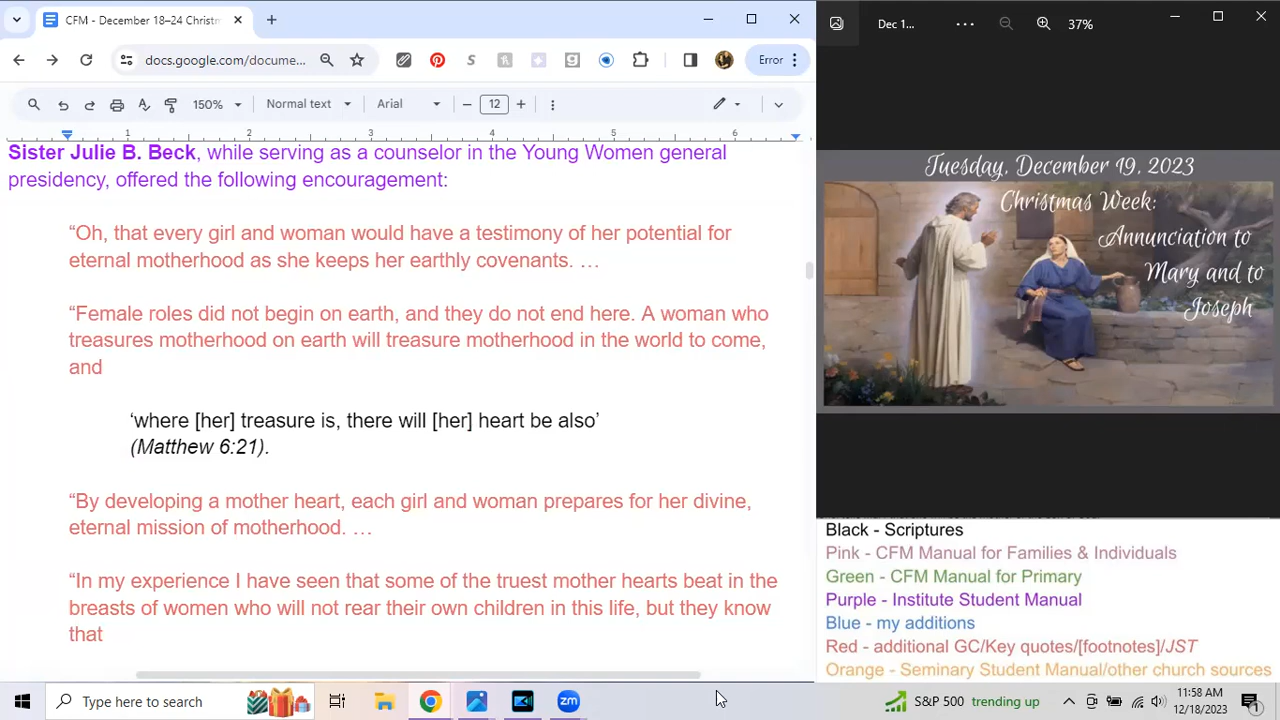 CFM - December 18–24 Christm
docs.google.com/docume...
Error
150%
Normal text
Arial
12
1 2 3 4 5 6
Sister Julie B. Beck, while serving as a counselor in the Young Women general
presidency, offered the following encouragement:
“Oh, that every girl and woman would have a testimony of her potential for
eternal motherhood as she keeps her earthly covenants. …
“Female roles did not begin on earth, and they do not end here. A woman who
treasures motherhood on earth will treasure motherhood in the world to come,
and
‘where [her] treasure is, there will [her] heart be also’
(Matthew 6:21).
“By developing a mother heart, each girl and woman prepares for her divine,
eternal mission of motherhood. …
“In my experience I have seen that some of the truest mother hearts beat in the
breasts of women who will not rear their own children in this life, but they know
that
Dec 1...
37%
Tuesday, December 19, 2023
Christmas Week:
Annunciation to
Mary and to
Joseph
Black - Scriptures
Pink - CFM Manual for Families & Individuals
Green - CFM Manual for Primary
Purple - Institute Student Manual
Blue - my additions
Red - additional GC/Key quotes/[footnotes]/JST
Orange - Seminary Student Manual/other church sources
Type here to search
zm
S&P 500 trending up
11:58 AM
12/18/2023
1